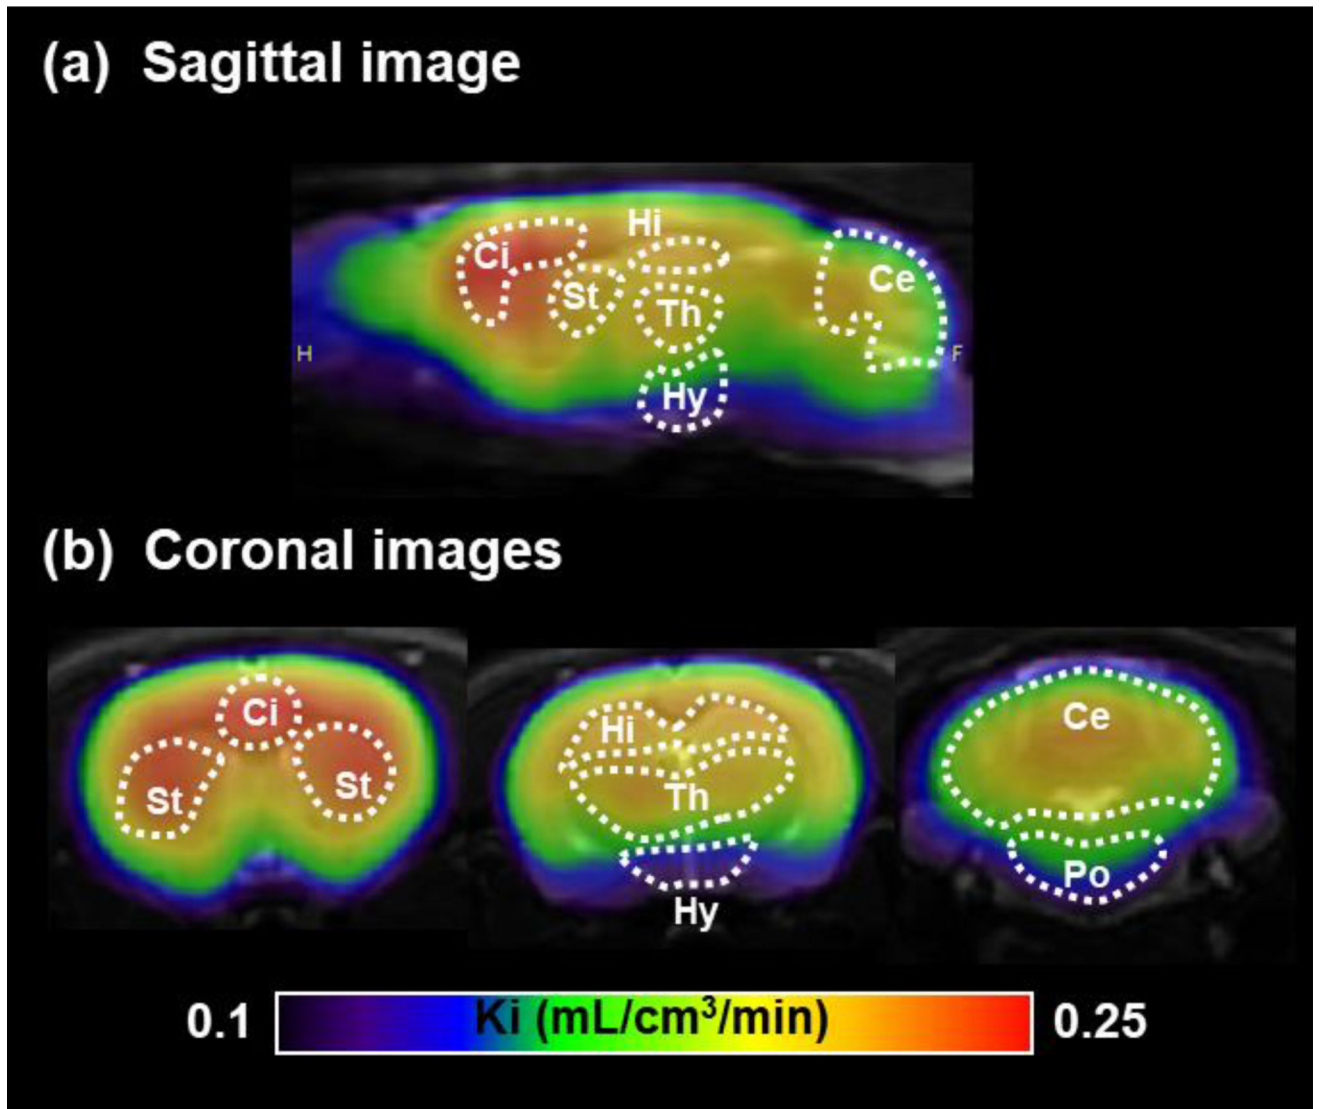 (a) Sagittal image
Hi
Ci
Ce
St
Th
H
F
Hy
(b) Coronal images
Ci
Hi
Ce
St
St
Th
Po
Hy
0.1
Ki (mL/cm³/min)
0.25